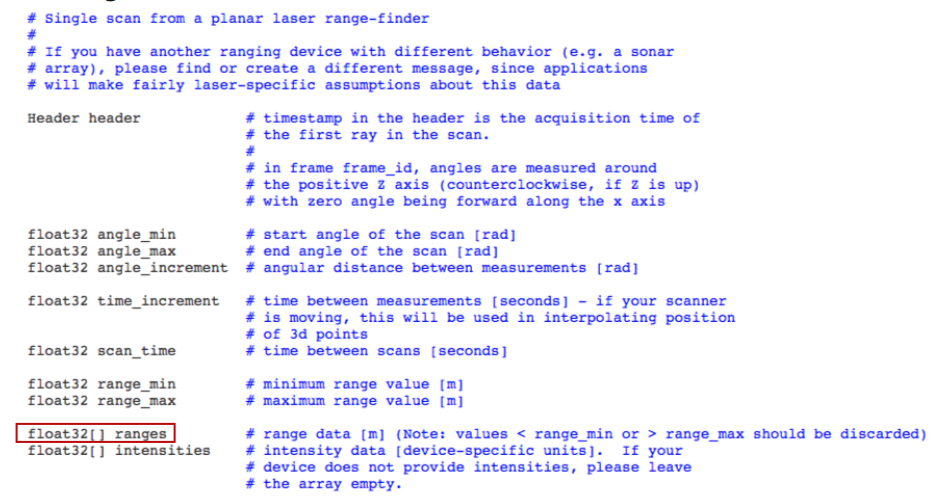 # Single scan from a planar laser range-finder
#
# If you have another ranging device with different behavior (e.g. a sonar
# array), please find or create a different message, since applications
# will make fairly laser-specific assumptions about this data
Header header # timestamp in the header is the acquisition time of
# the first ray in the scan.
#
# in frame frame_id, angles are measured around
# the positive Z axis (counterclockwise, if Z is up)
# with zero angle being forward along the x axis
float32 angle_min # start angle of the scan [rad]
float32 angle_max # end angle of the scan [rad]
float32 angle_increment # angular distance between measurements [rad]
float32 time_increment # time between measurements [seconds] - if your scanner
# is moving, this will be used in interpolating position
# of 3d points
float32 scan_time # time between scans [seconds]
float32 range_min # minimum range value [m]
float32 range_max # maximum range value [m]
float32[] ranges # range data [m] (Note: values < range_min or > range_max should be discarded)
float32[] intensities # intensity data [device-specific units]. If your
# device does not provide intensities, please leave
# the array empty.